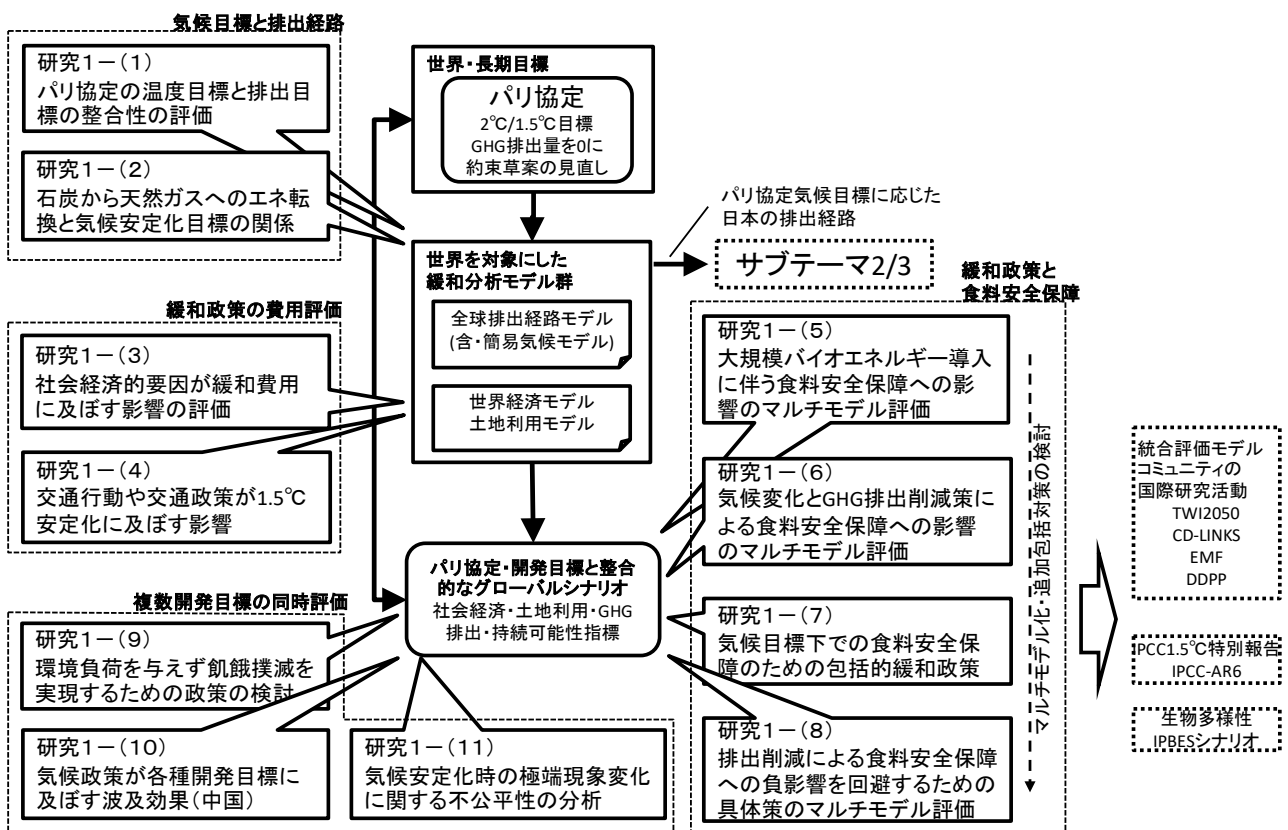 気候目標と排出経路
研究1－(1)
パリ協定の温度目標と排出目
標の整合性の評価
研究1－(2)
石炭から天然ガスへのエネ転
換と気候安定化目標の関係
世界・長期目標
パリ協定
2℃/1.5℃目標
GHG排出量を0に
約束草案の見直し
パリ協定気候目標に応じた
日本の排出経路
サブテーマ2/3
世界を対象にした
緩和分析モデル群
全球排出経路モデル
(含・簡易気候モデル)
世界経済モデル
土地利用モデル
緩和政策の費用評価
研究1－(3)
社会経済的要因が緩和費用
に及ぼす影響の評価
研究1－(4)
交通行動や交通政策が1.5℃
安定化に及ぼす影響
緩和政策と
食料安全保障
研究1－(5)
大規模バイオエネルギー導入
に伴う食料安全保障への影
響のマルチモデル評価
研究1－(6)
気候変化とGHG排出削減策に
よる食料安全保障への影響
のマルチモデル評価
研究1－(7)
気候目標下での食料安全保
障のための包括的緩和政策
研究1－(8)
排出削減による食料安全保障
への負影響を回避するための
具体策のマルチモデル評価
マルチモデル化・追加包括対策の検討
パリ協定・開発目標と整合
的なグローバルシナリオ
社会経済・土地利用・GHG
排出・持続可能性指標
複数開発目標の同時評価
研究1－(9)
環境負荷を与えず飢餓撲滅を
実現するための政策の検討
研究1－(10)
気候政策が各種開発目標に
及ぼす波及効果(中国)
研究1－(11)
気候安定化時の極端現象変化
に関する不公平性の分析
統合評価モデル
コミュニティの
国際研究活動
TWI2050
CD-LINKS
EMF
DDPP
IPCC1.5℃特別報告
IPCC-AR6
生物多様性
IPBESシナリオ